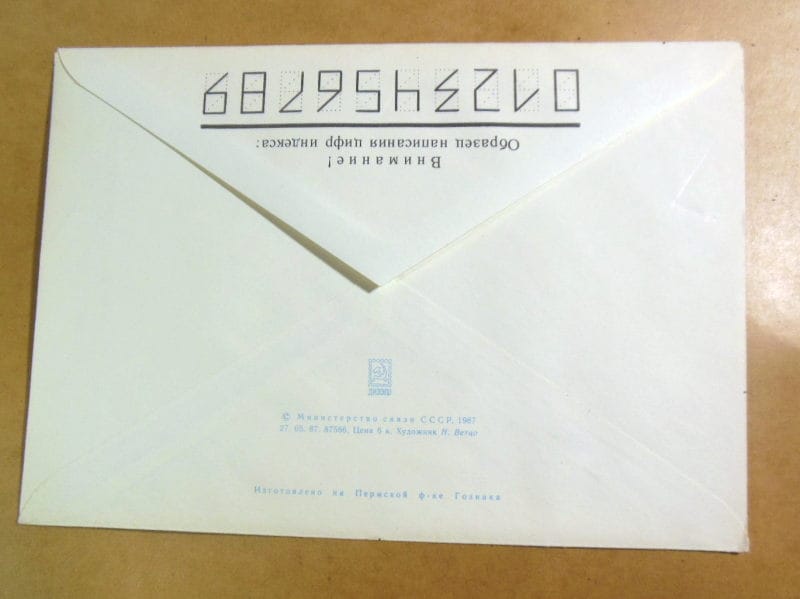 Внимание!
Образец написания цифр индекса:
0123456789
© Министерство связи СССР, 1987
27. 05. 87. 87566. Цена 6 к. Художник Н. Ветцо
Изготовлено на Пермской ф-ке Гознака